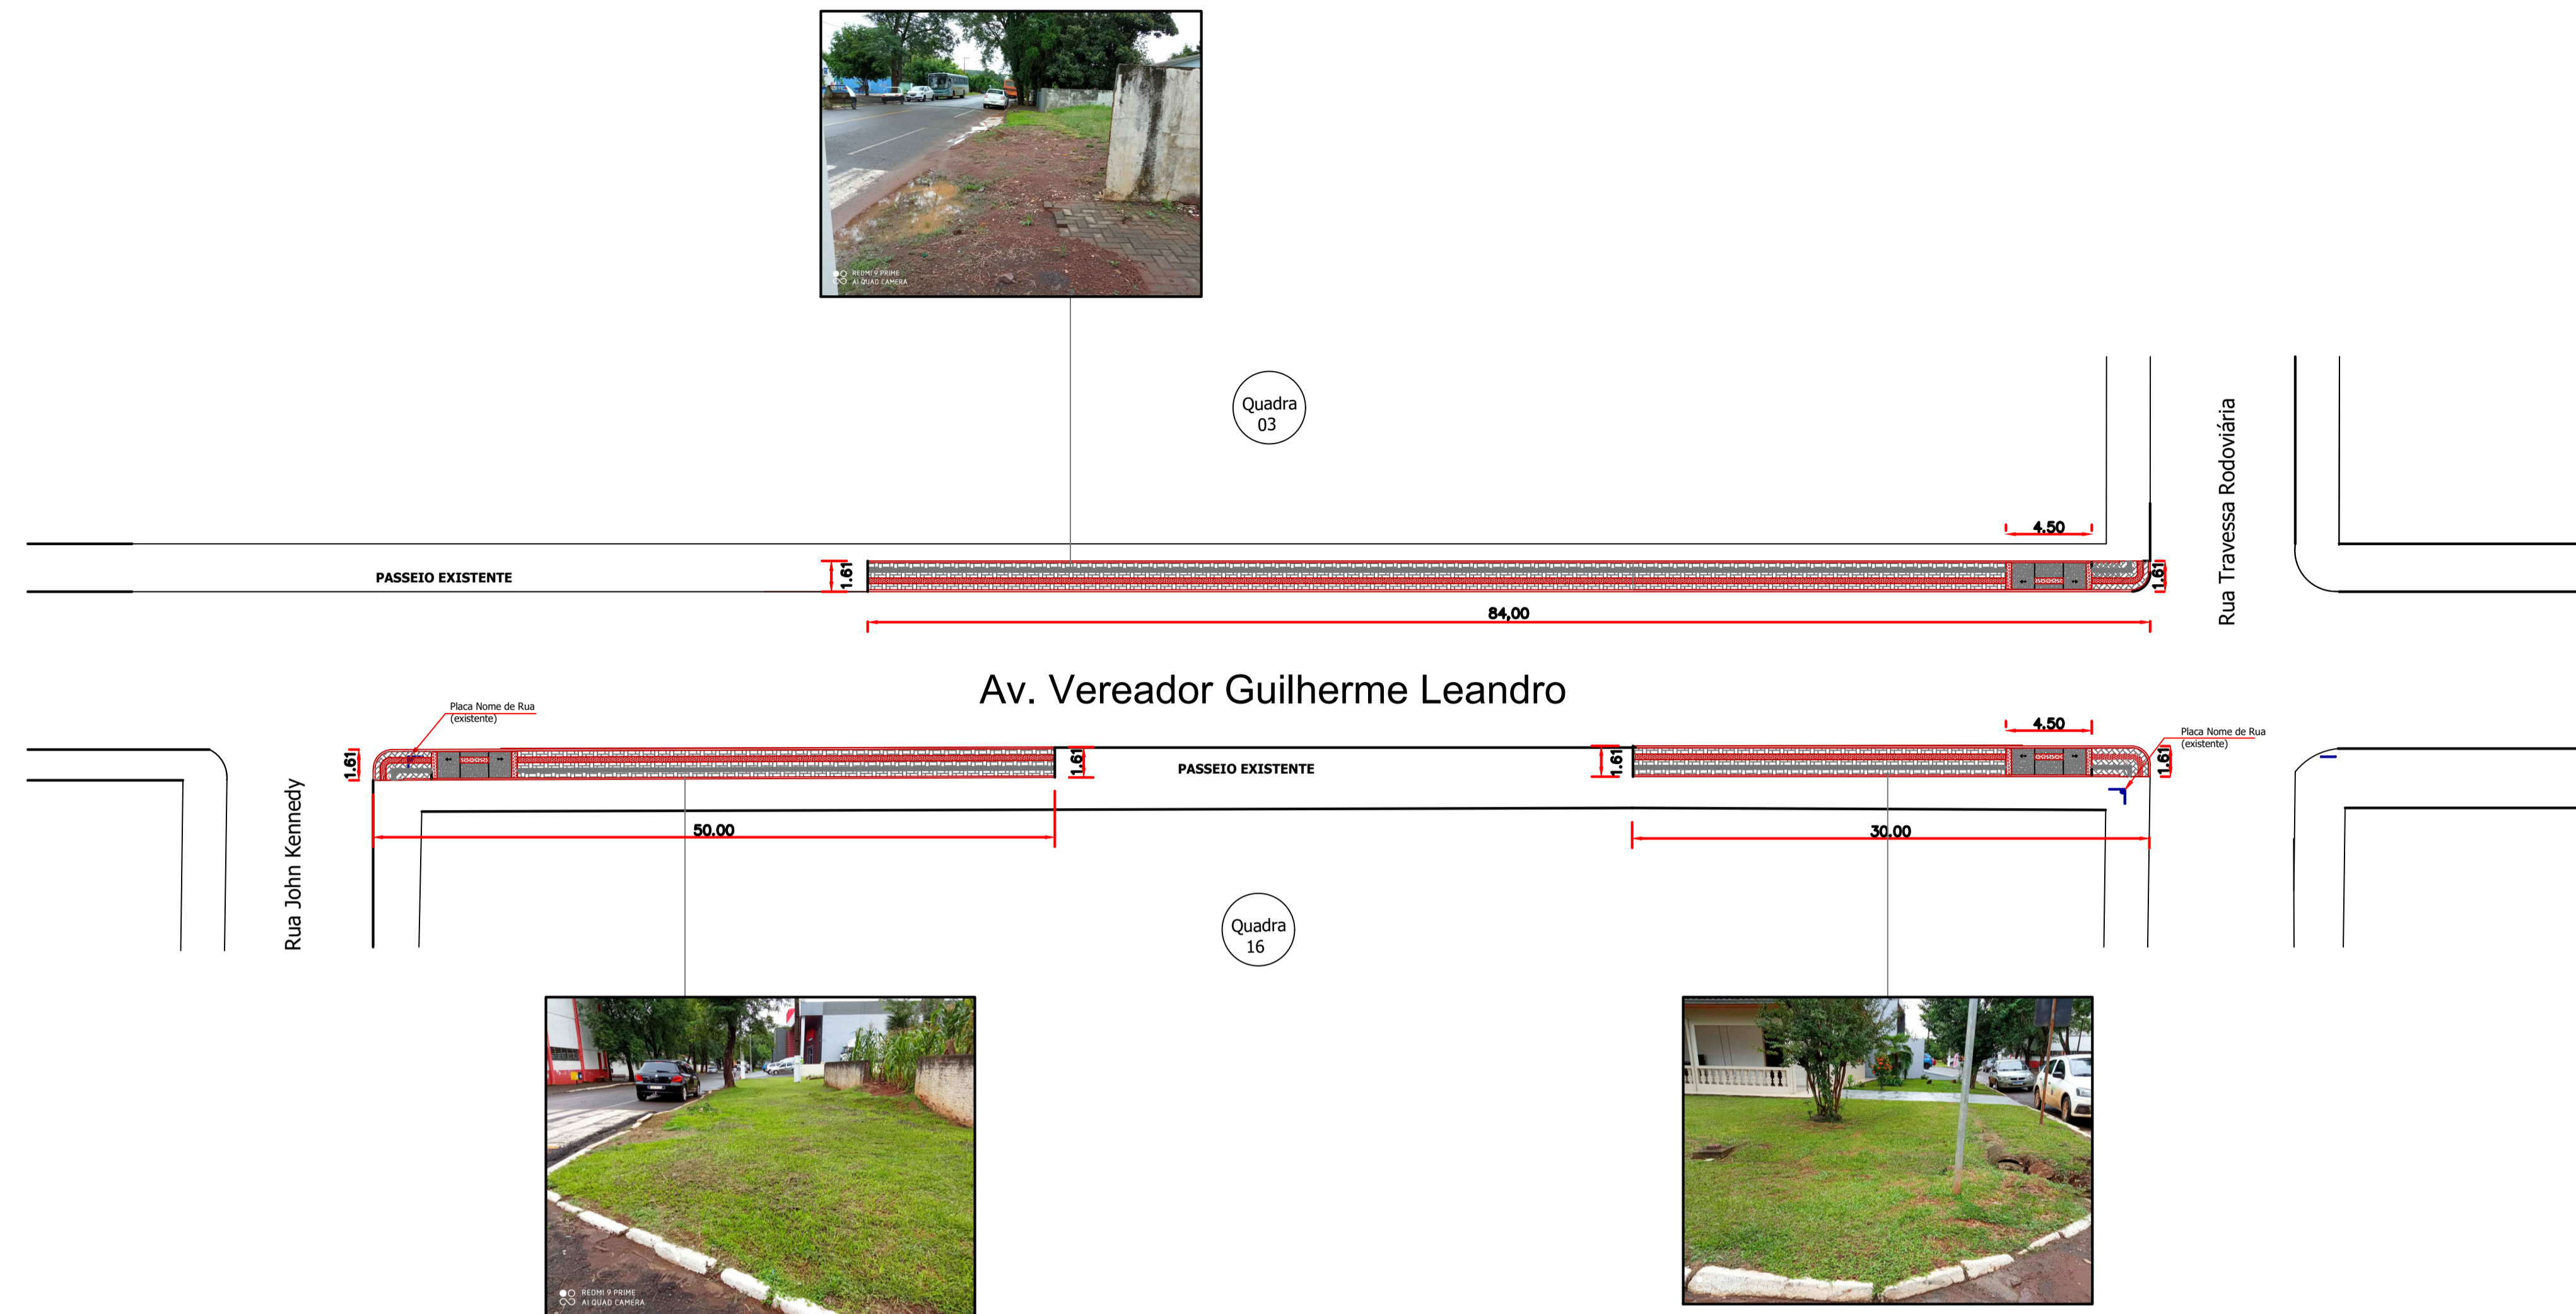 REDMI 9 PRIME
AI QUAD CAMERA
Quadra
03
Rua Travessa Rodoviária
4.50
PASSEIO EXISTENTE
1.61
1.61
84,00
Av. Vereador Guilherme Leandro
Placa Nome de Rua
(existente)
4.50
Placa Nome de Rua
(existente)
1.61
1.61
PASSEIO EXISTENTE
1.61
1.61
Rua John Kennedy
50.00
30.00
Quadra
16
REDMI 9 PRIME
AI QUAD CAMERA